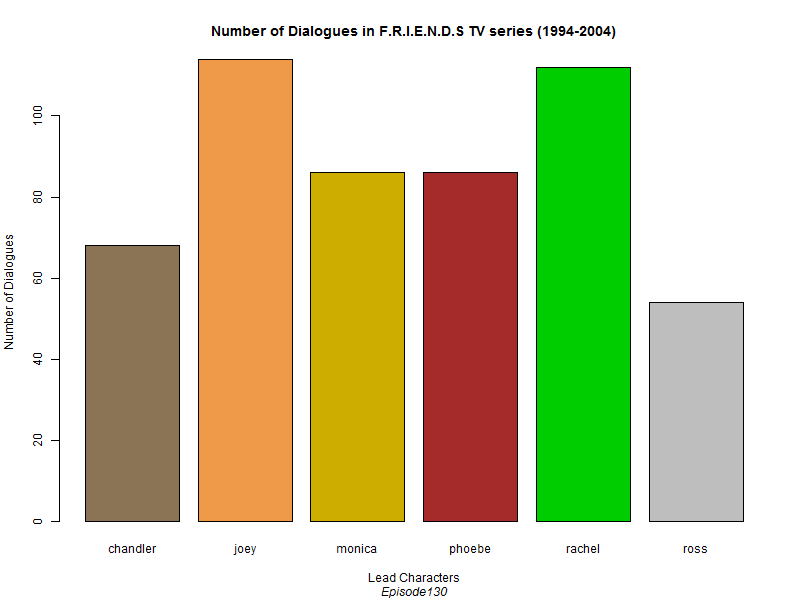 Number of Dialogues in F.R.I.E.N.D.S TV series (1994-2004)
Number of Dialogues
100
80
60
40
20
0
chandler joey monica phoebe rachel ross
Lead Characters
Episode130